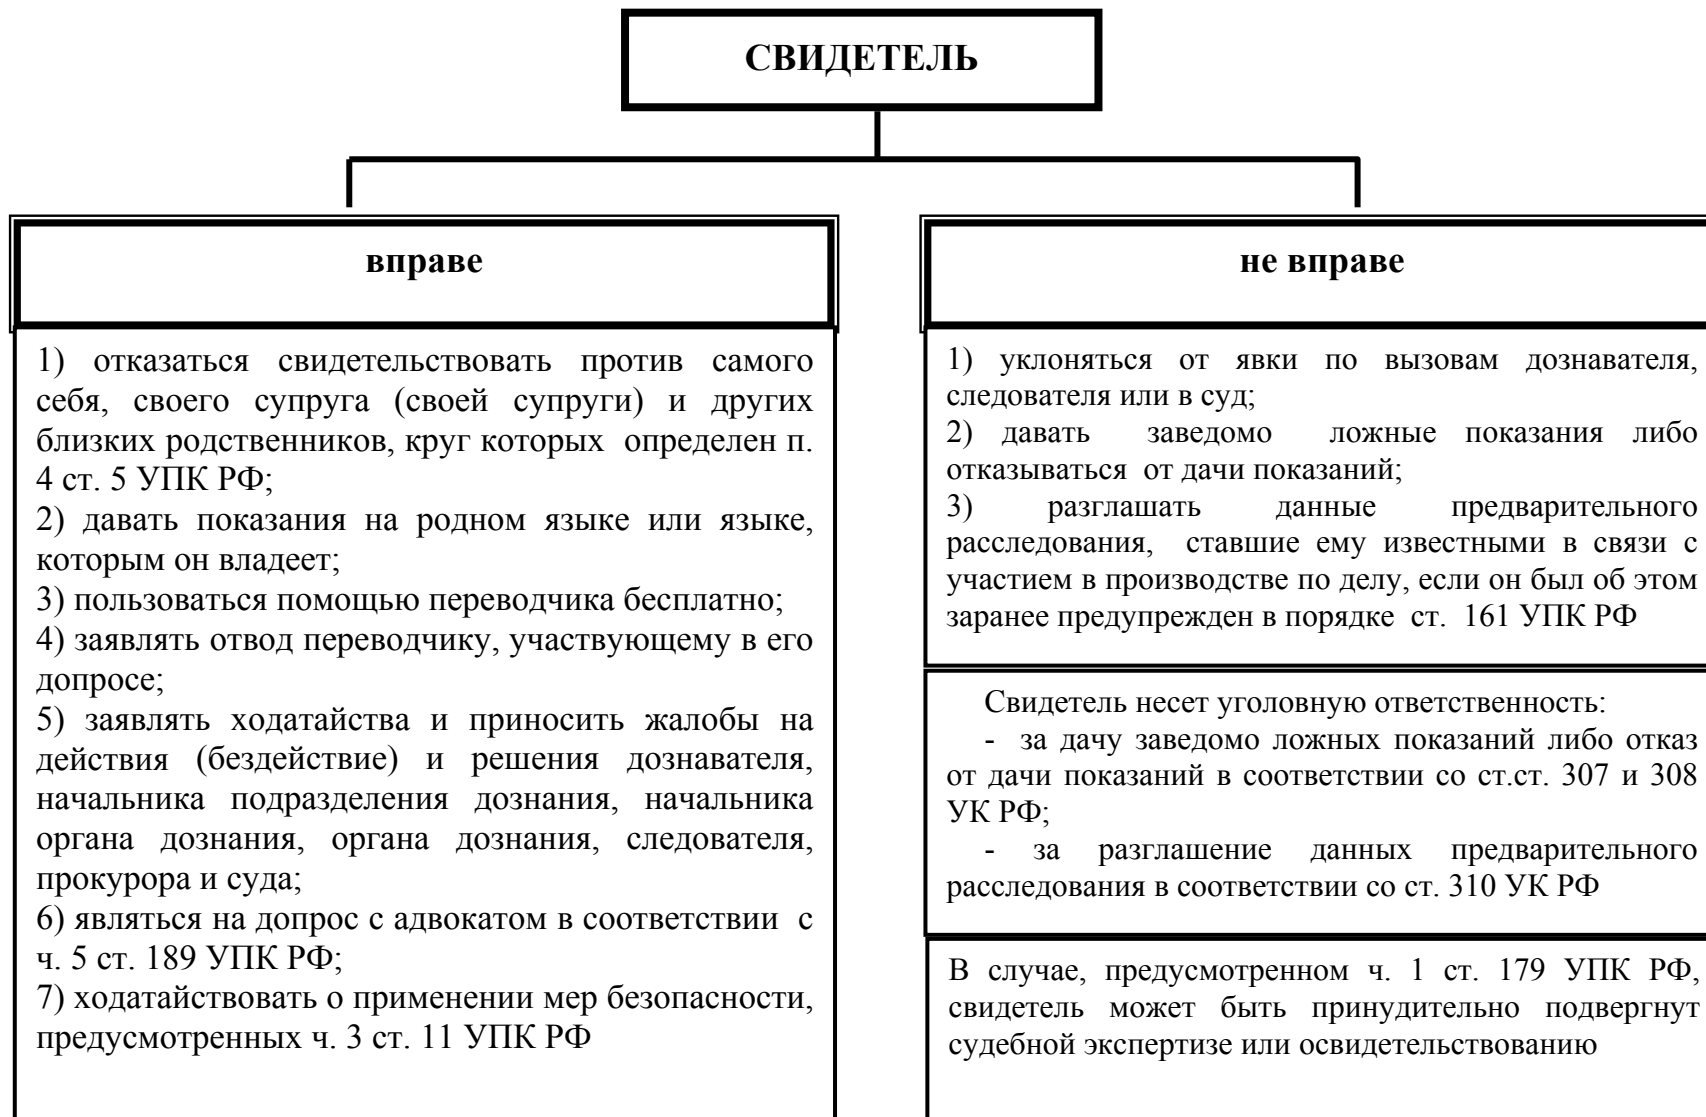 СВИДЕТЕЛЬ
вправе
1) отказаться свидетельствовать против самого
себя, своего супруга (своей супруги) и других
близких родственников, круг которых определен п.
4 ст. 5 УПК РФ;
2) давать показания на родном языке или языке,
которым он владеет;
3) пользоваться помощью переводчика бесплатно;
4) заявлять отвод переводчику, участвующему в его
допросе;
5) заявлять ходатайства и приносить жалобы на
действия (бездействие) и решения дознавателя,
начальника подразделения дознания, начальника
органа дознания, органа дознания, следователя,
прокурора и суда;
6) являться на допрос с адвокатом в соответствии с
ч. 5 ст. 189 УПК РФ;
7) ходатайствовать о применении мер безопасности,
предусмотренных ч. 3 ст. 11 УПК РФ
не вправе
1) уклоняться от явки по вызовам дознавателя,
следователя или в суд;
2) давать заведомо ложные показания либо
отказываться от дачи показаний;
3) разглашать данные предварительного
расследования, ставшие ему известными в связи с
участием в производстве по делу, если он был об этом
заранее предупрежден в порядке ст. 161 УПК РФ
Свидетель несет уголовную ответственность:
- за дачу заведомо ложных показаний либо отказ
от дачи показаний в соответствии со ст.ст. 307 и 308
УК РФ;
- за разглашение данных предварительного
расследования в соответствии со ст. 310 УК РФ
В случае, предусмотренном ч. 1 ст. 179 УПК РФ,
свидетель может быть принудительно подвергнут
судебной экспертизе или освидетельствованию